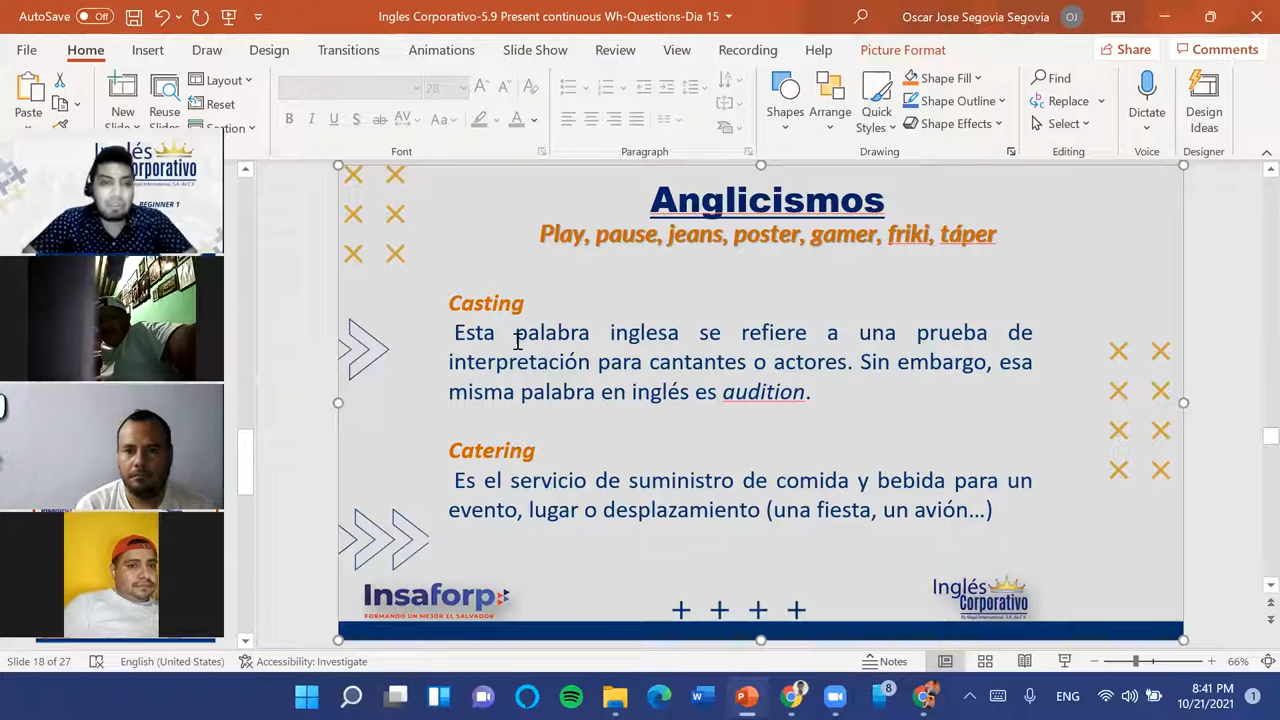 AutoSave Off Ingles Corporativo-5.9 Present continuous Wh-Questions-Dia 15 Oscar Jose Segovia Segovia OJ
File Home Insert Draw Design Transitions Animations Slide Show Review View Recording Help Picture Format Share Comments
Paste New Slide Reuse Slides Layout Reset Section 28 Shapes Arrange Quick Styles Shape Fill Shape Outline Shape Effects Find Replace Select Dictate Design Ideas
Font Paragraph Drawing Editing Voice Designer
Inglés
Corporativo
BEGINNER 1
Anglicismos
Play, pause, jeans, poster, gamer, friki, táper
Casting
Esta palabra inglesa se refiere a una prueba de
interpretación para cantantes o actores. Sin embargo, esa
misma palabra en inglés es audition.
Catering
Es el servicio de suministro de comida y bebida para un
evento, lugar o desplazamiento (una fiesta, un avión…)
Insaforp
FORMANDO UN MEJOR EL SALVADOR
Inglés
Corporativo
Slide 18 of 27 English (United States) Accessibility: Investigate Notes 66%
8 ENG 8:41 PM 1
10/21/2021